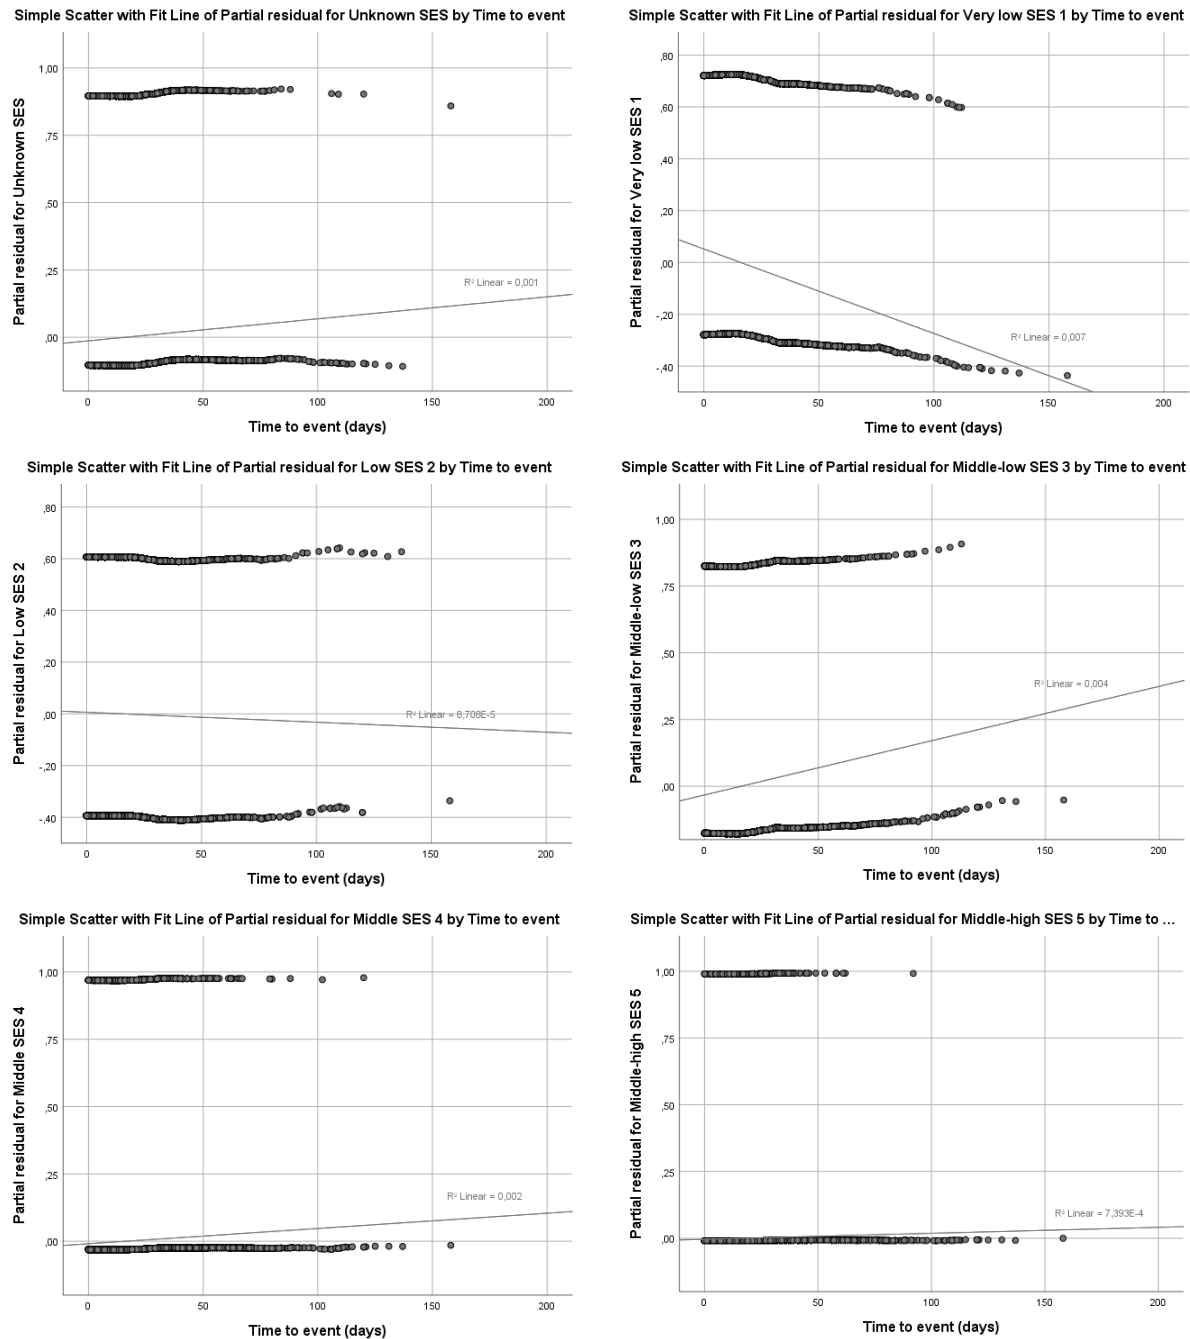 Simple Scatter with Fit Line of Partial residual for Unknown SES by Time to event
Partial residual for Unknown SES
1,00
,75
,50
,25
,00
R² Linear = 0,001
0 50 100 150 200
Time to event (days)
Simple Scatter with Fit Line of Partial residual for Very low SES 1 by Time to event
Partial residual for Very low SES 1
,80
,60
,40
,20
,00
-,20
-,40
R² Linear = 0,007
0 50 100 150 200
Time to event (days)
Simple Scatter with Fit Line of Partial residual for Low SES 2 by Time to event
Partial residual for Low SES 2
,80
,60
,40
,20
,00
-,20
-,40
R² Linear = 8,708E-5
0 50 100 150 200
Time to event (days)
Simple Scatter with Fit Line of Partial residual for Middle-low SES 3 by Time to event
Partial residual for Middle-low SES 3
1,00
,75
,50
,25
,00
R² Linear = 0,004
0 50 100 150 200
Time to event (days)
Simple Scatter with Fit Line of Partial residual for Middle SES 4 by Time to event
Partial residual for Middle SES 4
1,00
,75
,50
,25
,00
R² Linear = 0,002
0 50 100 150 200
Time to event (days)
Simple Scatter with Fit Line of Partial residual for Middle-high SES 5 by Time to ...
Partial residual for Middle-high SES 5
1,00
,75
,50
,25
,00
R² Linear = 7,393E-4
0 50 100 150 200
Time to event (days)